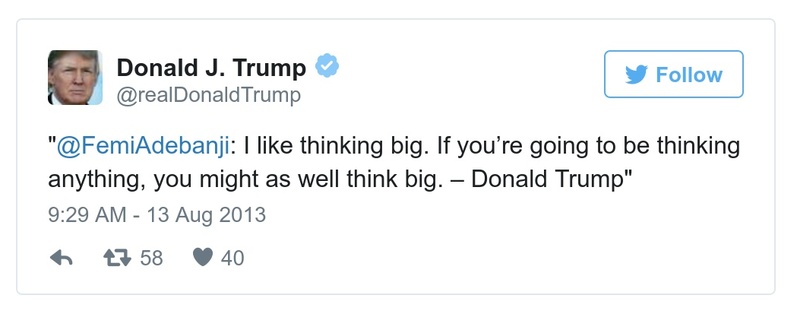 Donald J. Trump
@realDonaldTrump
Follow
"@FemiAdebanji: I like thinking big. If you’re going to be thinking
anything, you might as well think big. – Donald Trump"
9:29 AM - 13 Aug 2013
58 40